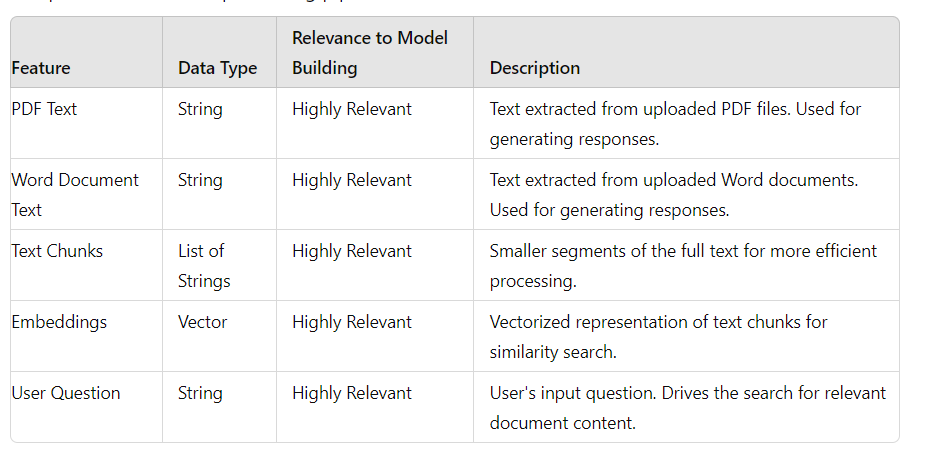 Feature Data Type Relevance to Model Building Description
PDF Text String Highly Relevant Text extracted from uploaded PDF files. Used for
generating responses.
Word Document String Highly Relevant Text extracted from uploaded Word documents.
Text Used for generating responses.
Text Chunks List of Highly Relevant Smaller segments of the full text for more efficient
Strings processing.
Embeddings Vector Highly Relevant Vectorized representation of text chunks for
similarity search.
User Question String Highly Relevant User's input question. Drives the search for relevant
document content.